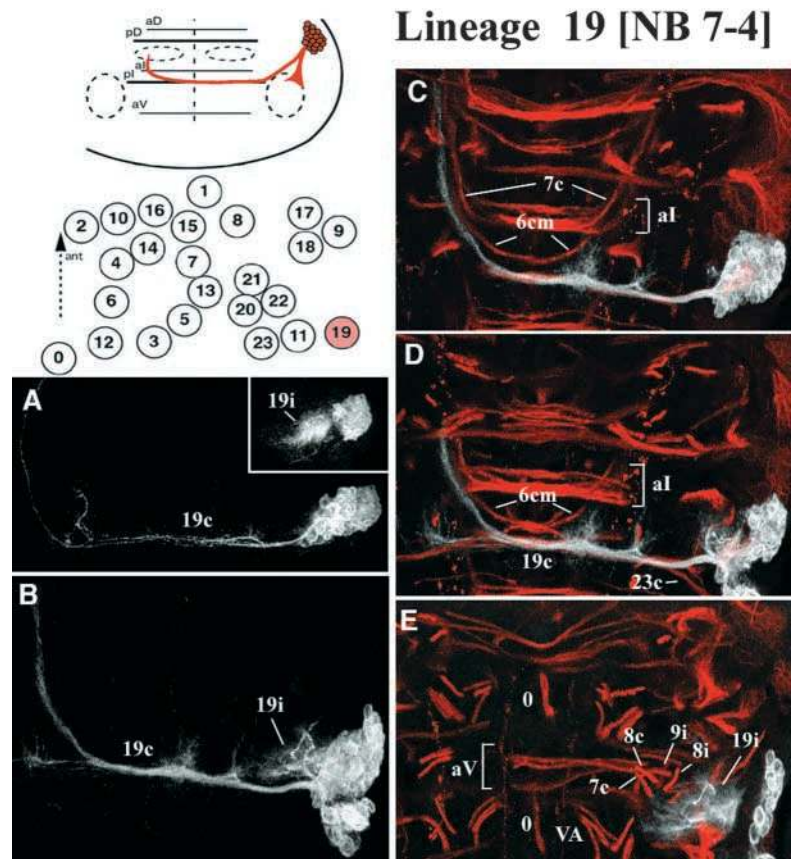 Lineage 19 [NB 7-4]
aD
pD
aI
pI
aV
1
2
10
16
15
8
17
9
18
4
14
7
ant
6
13
21
20
22
5
0
12
3
23
11
19
A
19i
19c
B
19i
19c
C
7c
6cm
aI
D
6cm
aI
19c
23c
E
0
8c
9i
8i
19i
aV
7c
0
VA